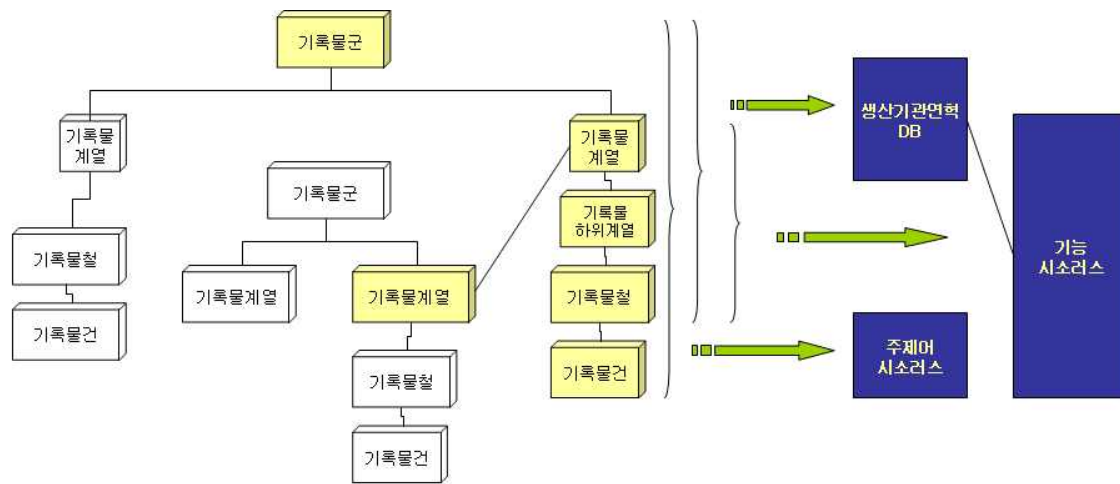 기록물군
기록물
계열
기록물
계열
기록물군
기록물
하위계열
기록물철
기록물계열
기록물계열
기록물철
기록물건
기록물철
기록물건
기록물건
생산기관연혁
DB
기능
시소러스
주제어
시소러스